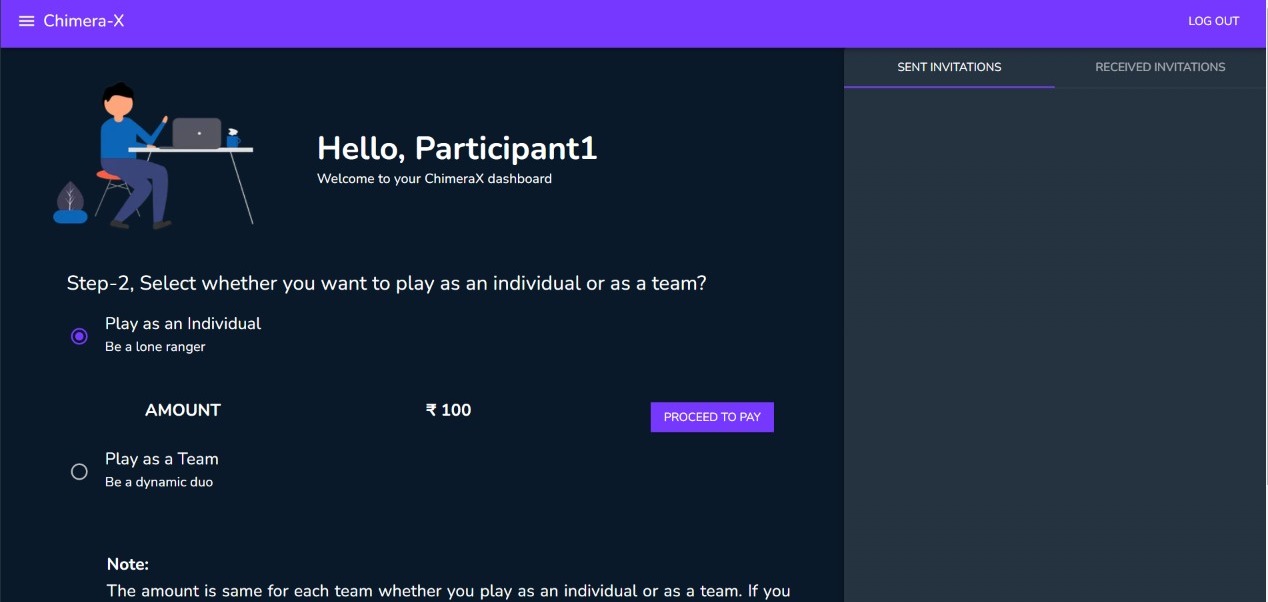 Chimera-X
LOG OUT
SENT INVITATIONS
RECEIVED INVITATIONS
Hello, Participant1
Welcome to your ChimeraX dashboard
Step-2, Select whether you want to play as an individual or as a team?
Play as an Individual
Be a lone ranger
AMOUNT
₹ 100
PROCEED TO PAY
Play as a Team
Be a dynamic duo
Note:
The amount is same for each team whether you play as an individual or as a team. If you